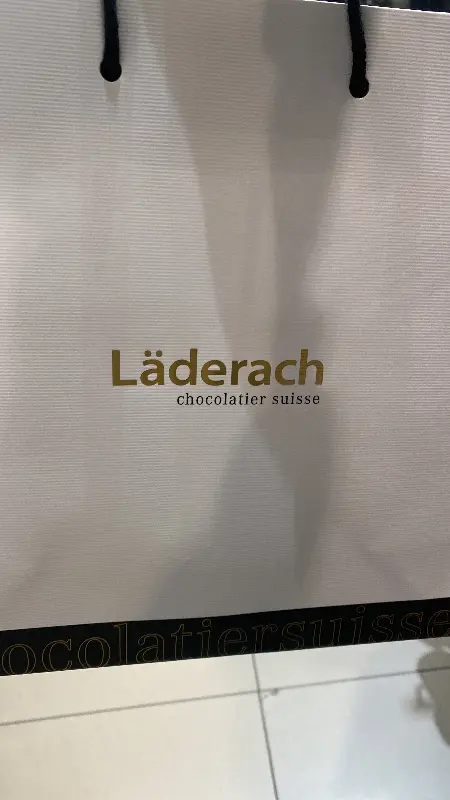 Läderach
chocolatier suisse
ocolatiersuisse